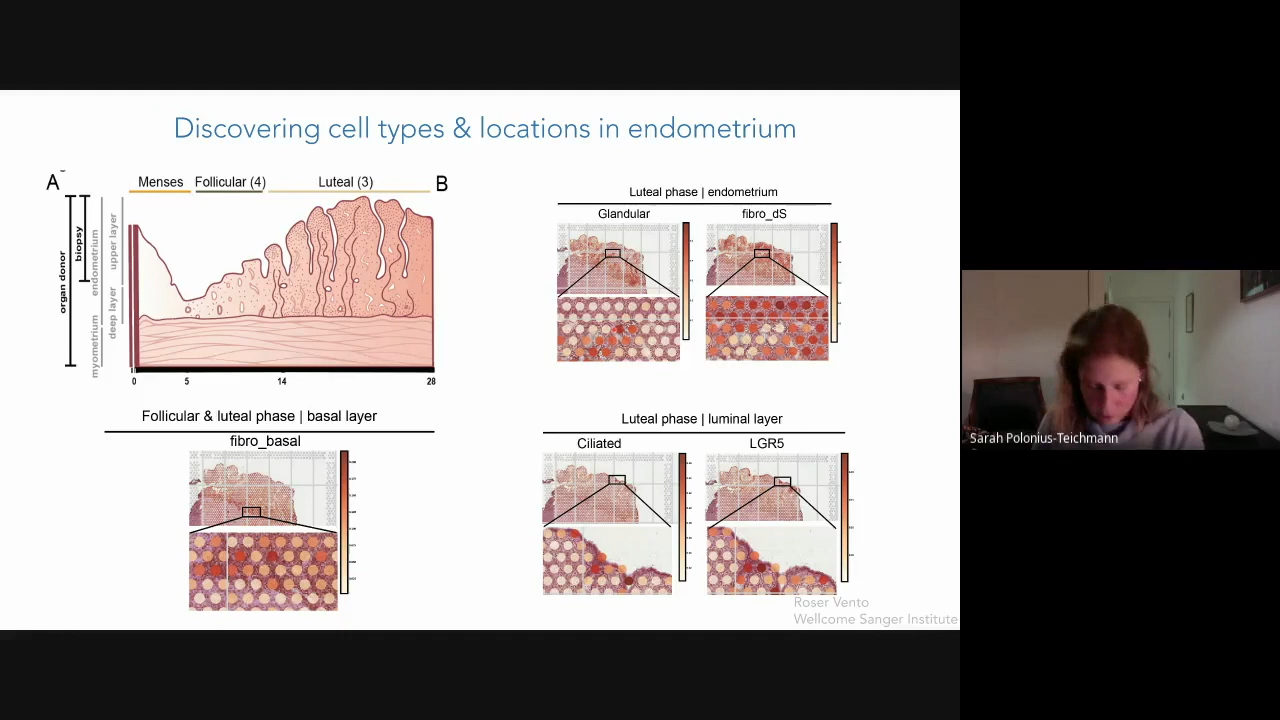 Discovering cell types & locations in endometrium
A
Menses
Follicular (4)
Luteal (3)
B
organ donor
biopsy
myometrium
endometrium
deep layer
upper layer
0
5
14
28
Luteal phase | endometrium
Glandular
fibro_dS
Follicular & luteal phase | basal layer
fibro_basal
Luteal phase | luminal layer
Ciliated
LGR5
Roser Vento
Wellcome Sanger Institute
Sarah Polonius-Teichmann